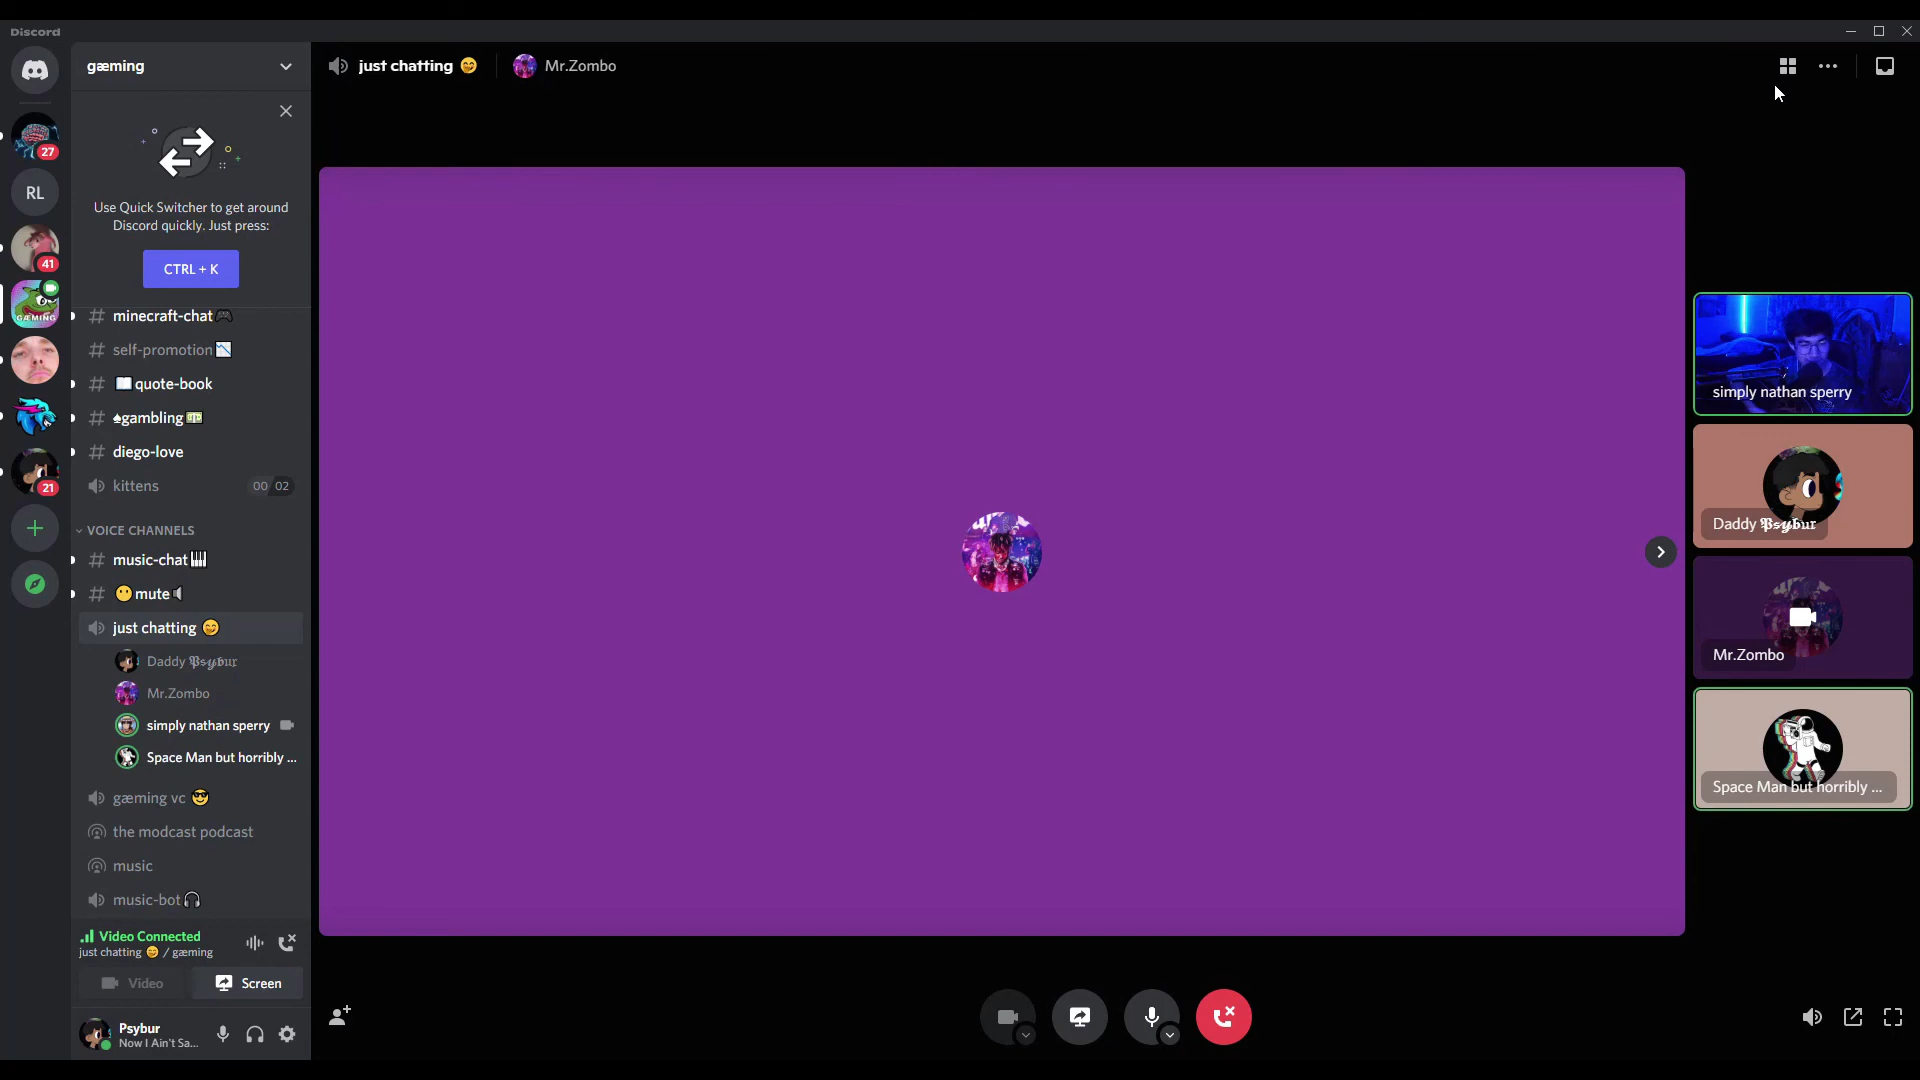 Discord
gæming
just chatting 😊
Mr.Zombo
27
RL
41
GÆMING
21
Use Quick Switcher to get around
Discord quickly. Just press:
CTRL + K
minecraft-chat🎮
self-promotion📉
📖quote-book
♠gambling💵
diego-love
kittens
00 02
VOICE CHANNELS
music-chat🎹
😶mute🔈
just chatting 😊
Daddy 𝕻𝖘𝔂𝖇𝖚𝖗
Mr.Zombo
simply nathan sperry
Space Man but horribly ...
gæming vc 😎
the modcast podcast
music
music-bot🎧
Video Connected
just chatting 😊 / gæming
Video
Screen
Psybur
Now I Ain't Sa...
simply nathan sperry
Daddy 𝕻𝖘𝔂𝖇𝖚𝖗
Mr.Zombo
Space Man but horribly ...